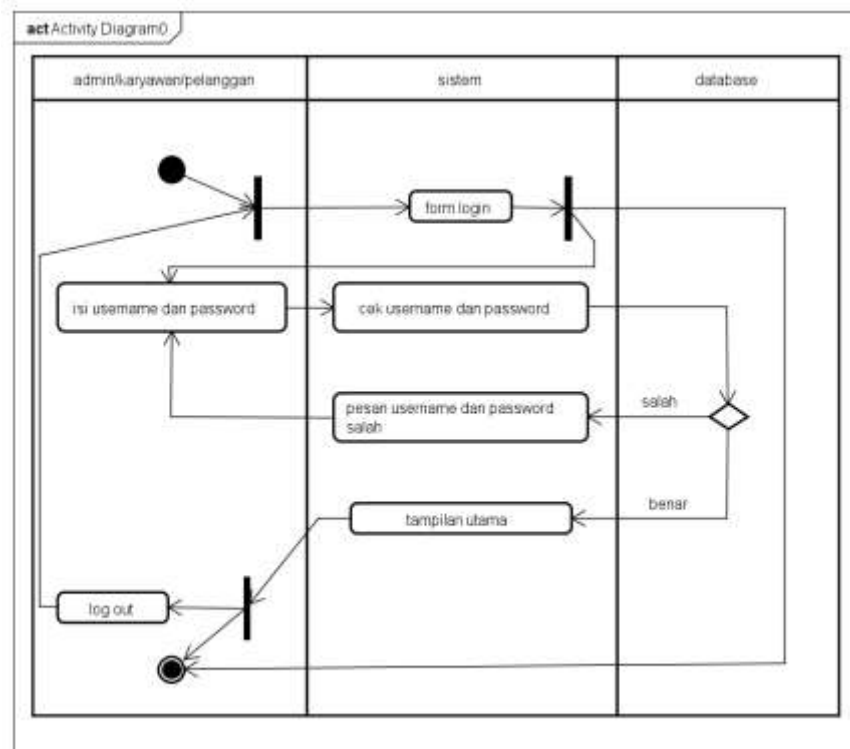 act Activity Diagram0
admin/karyawan/pelanggan
sistem
database
form login
isi username dan password
cek username dan password
pesan username dan password
salah
salah
tampilan utama
benar
log out